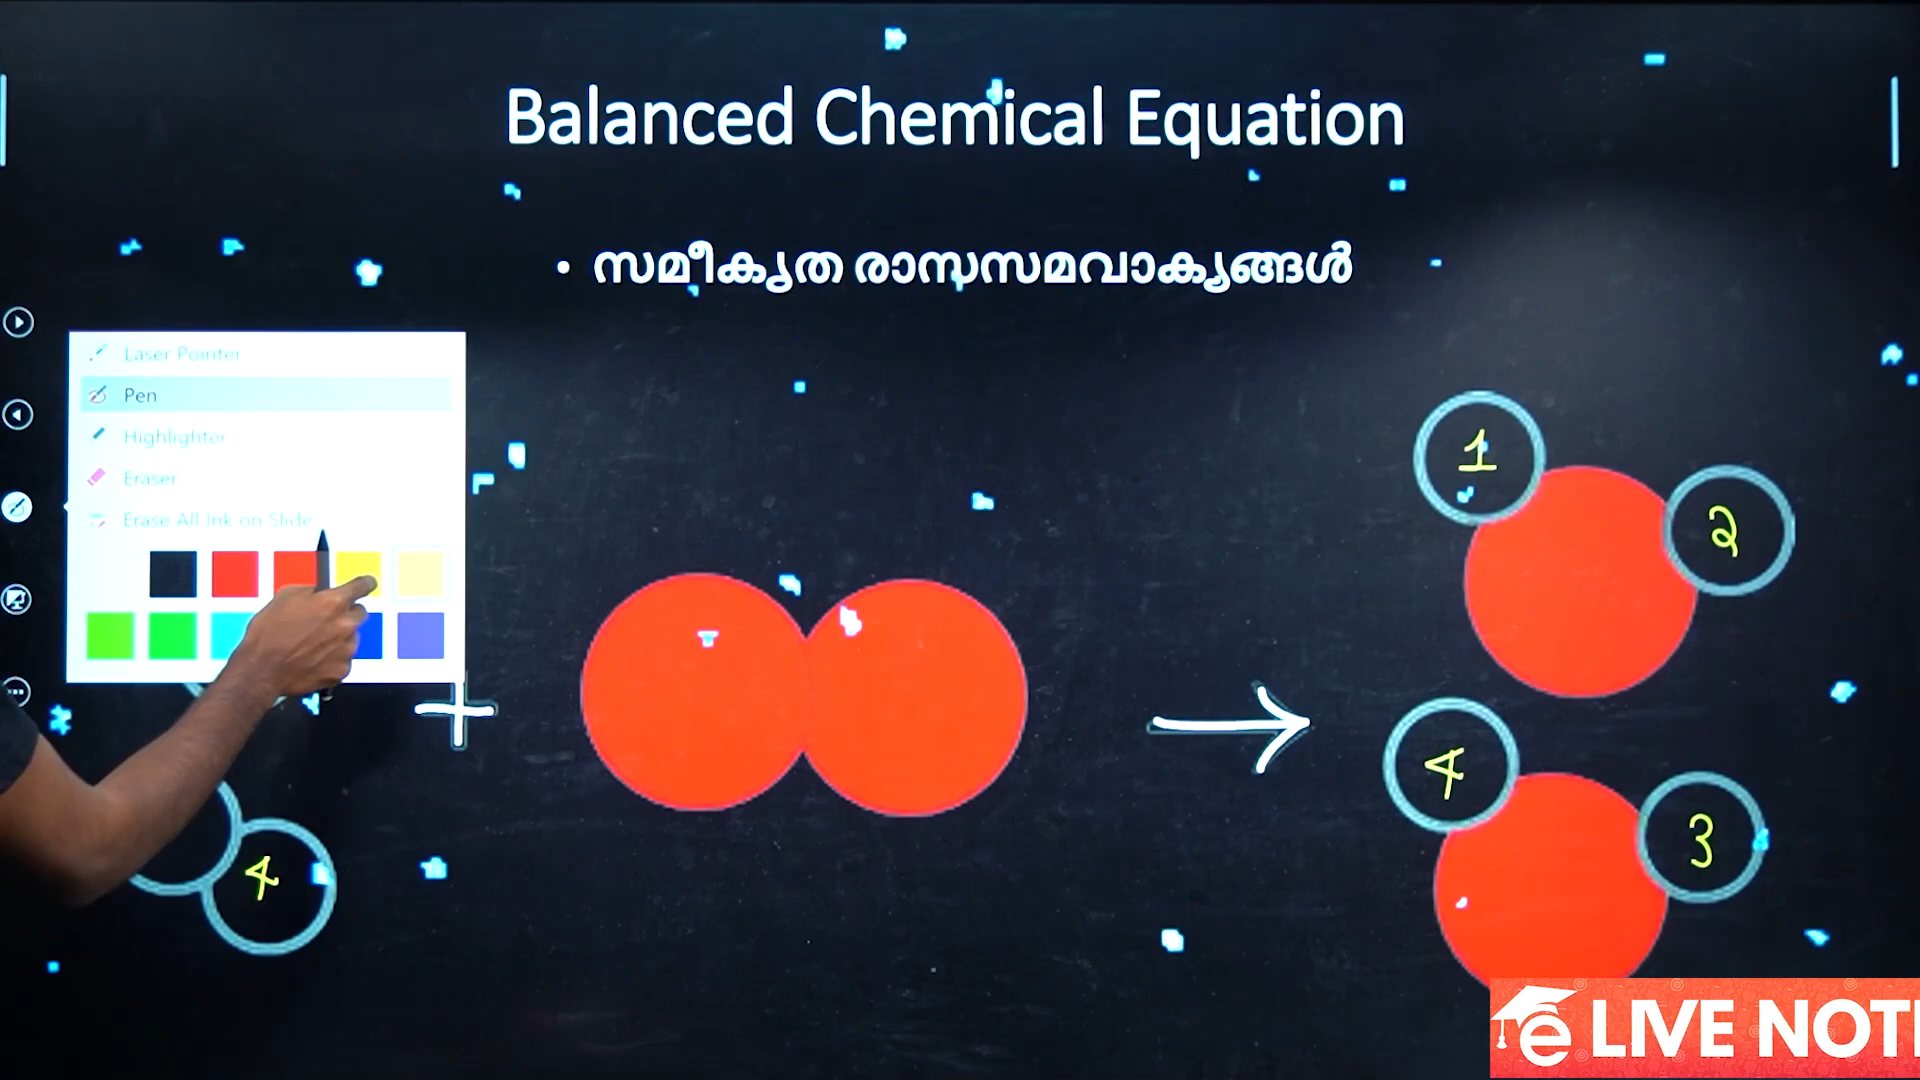 Balanced Chemical Equation
• സമീകൃത രാസസമവാക്യങ്ങൾ
Laser Pointer
Pen
Highlighter
Eraser
Erase All Ink on Slide
1
2
+
→
4
3
4
e LIVE NOT